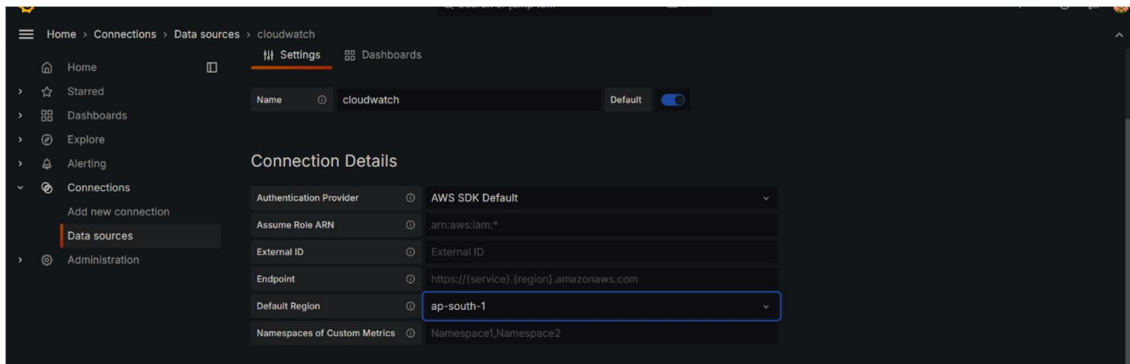 Home › Connections › Data sources › cloudwatch
Settings Dashboards
Home
Starred
Dashboards
Explore
Alerting
Connections
Add new connection
Data sources
Administration
Name cloudwatch Default
Connection Details
Authentication Provider AWS SDK Default
Assume Role ARN arn:aws:iam:*
External ID External ID
Endpoint https://{service}.{region}.amazonaws.com
Default Region ap-south-1
Namespaces of Custom Metrics Namespace1,Namespace2